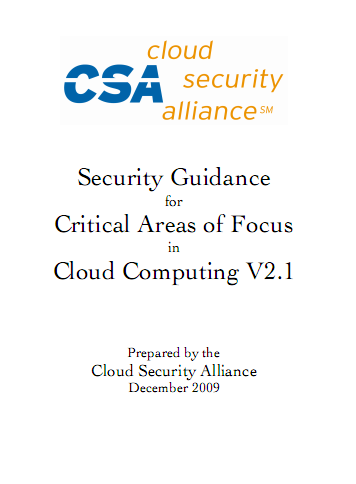 cloud
CSA security
alliance℠
Security Guidance
for
Critical Areas of Focus
in
Cloud Computing V2.1
Prepared by the
Cloud Security Alliance
December 2009